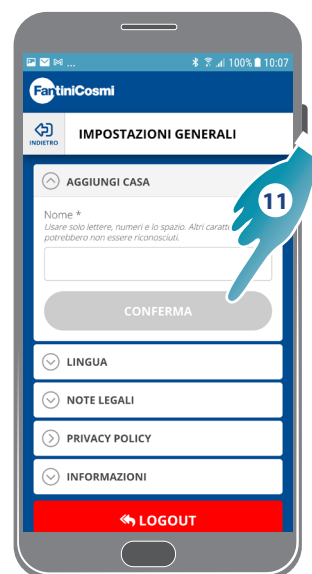 ... 100% 10:07
FantiniCosmi
INDIETRO
IMPOSTAZIONI GENERALI
AGGIUNGI CASA
11
Nome *
Usare solo lettere, numeri e lo spazio. Altri caratt
potrebbero non essere riconosciuti.
CONFERMA
LINGUA
NOTE LEGALI
PRIVACY POLICY
INFORMAZIONI
LOGOUT